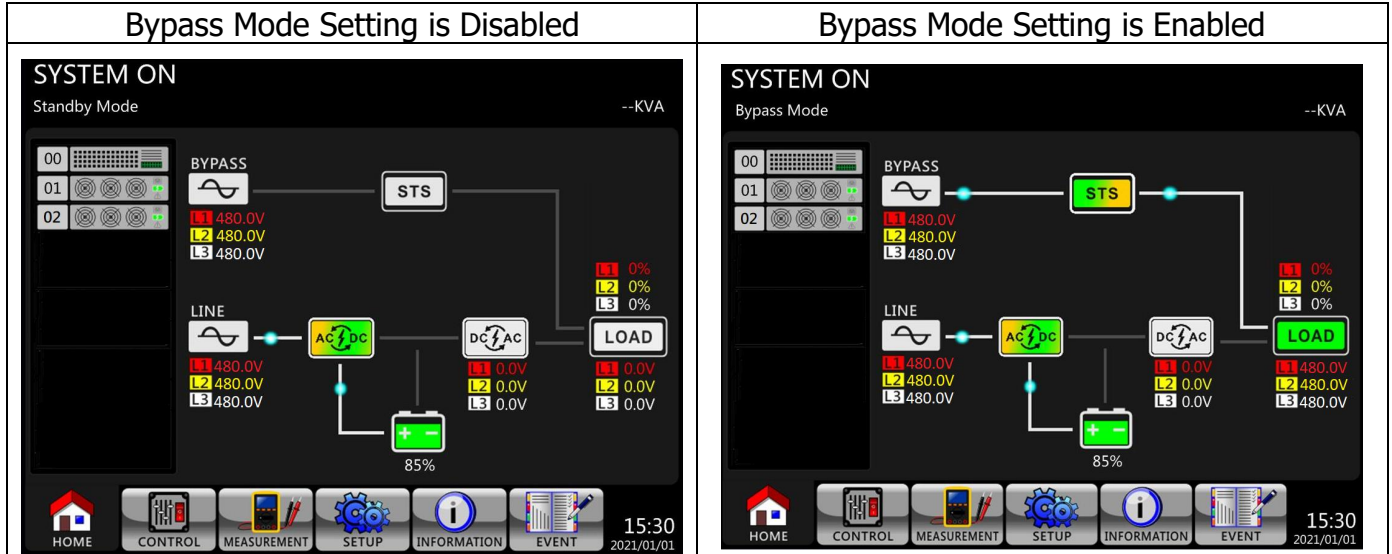 Bypass Mode Setting is Disabled
SYSTEM ON
Standby Mode
--KVA
00
01
02
BYPASS
STS
L1 480.0V
L2 480.0V
L3 480.0V
L1 0%
L2 0%
L3 0%
LINE
AC DC
DC AC
LOAD
L1 480.0V
L2 480.0V
L3 480.0V
L1 0.0V
L2 0.0V
L3 0.0V
L1 0.0V
L2 0.0V
L3 0.0V
+ -
85%
HOME
CONTROL
MEASUREMENT
SETUP
INFORMATION
EVENT
15:30
2021/01/01
Bypass Mode Setting is Enabled
SYSTEM ON
Bypass Mode
--KVA
00
01
02
BYPASS
STS
L1 480.0V
L2 480.0V
L3 480.0V
L1 0%
L2 0%
L3 0%
LINE
AC DC
DC AC
LOAD
L1 480.0V
L2 480.0V
L3 480.0V
L1 0.0V
L2 0.0V
L3 0.0V
L1 480.0V
L2 480.0V
L3 480.0V
+ -
85%
HOME
CONTROL
MEASUREMENT
SETUP
INFORMATION
EVENT
15:30
2021/01/01